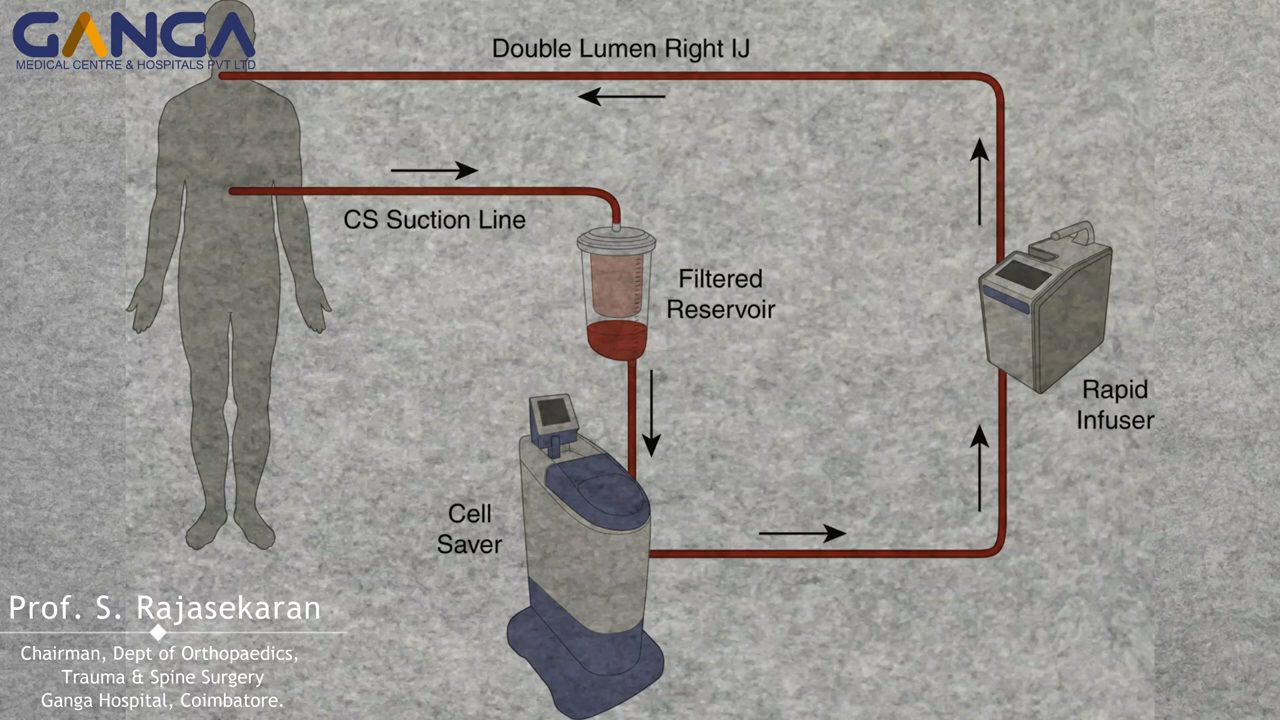 GANGA
MEDICAL CENTRE & HOSPITALS PVT LTD
Double Lumen Right IJ
CS Suction Line
Filtered
Reservoir
Rapid
Infuser
Cell
Saver
Prof. S. Rajasekaran
Chairman, Dept of Orthopaedics,
Trauma & Spine Surgery
Ganga Hospital, Coimbatore.